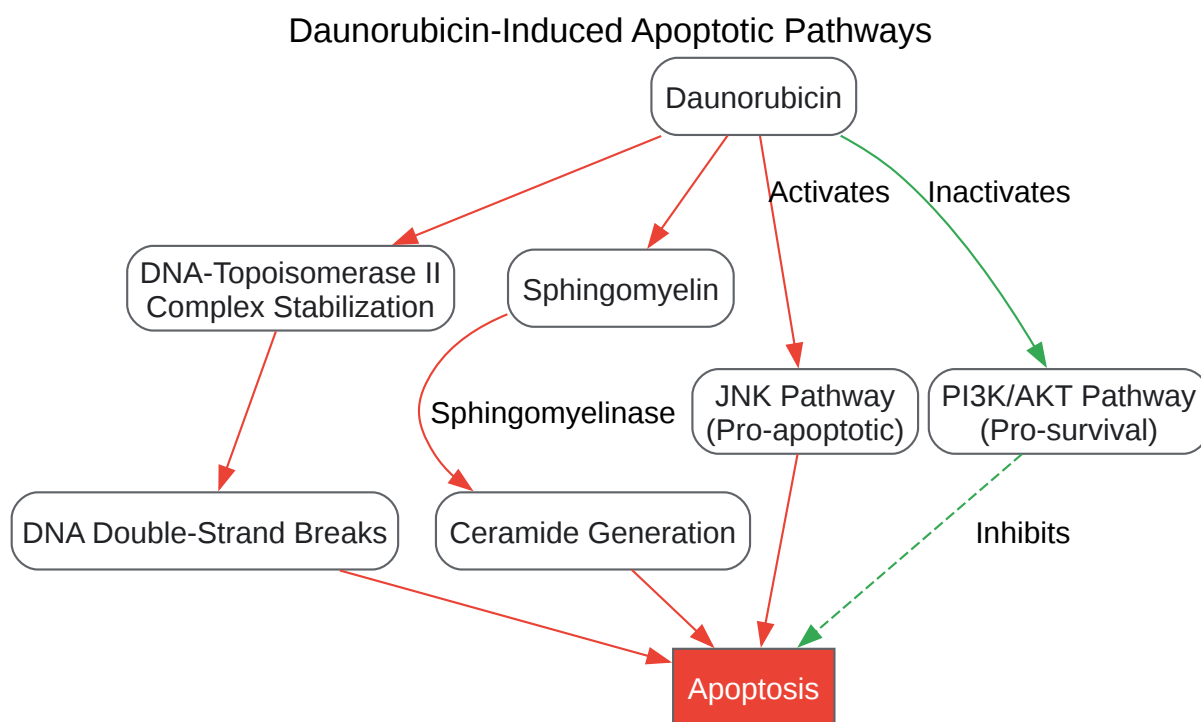 Daunorubicin-Induced Apoptotic Pathways
Daunorubicin
Activates
Inactivates
DNA-Topoisomerase II
Complex Stabilization
Sphingomyelin
Sphingomyelinase
JNK Pathway
(Pro-apoptotic)
PI3K/AKT Pathway
(Pro-survival)
DNA Double-Strand Breaks
Ceramide Generation
Inhibits
Apoptosis